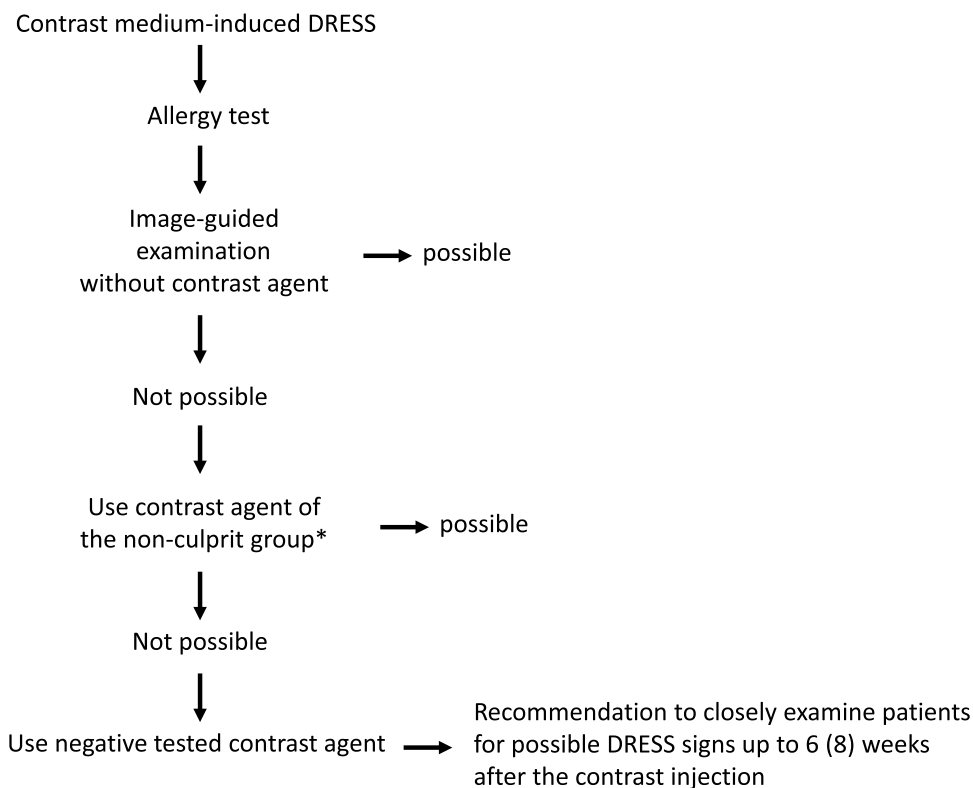 Contrast medium-induced DRESS
Allergy test
Image-guided
examination
without contrast agent
possible
Not possible
Use contrast agent of
the non-culprit group*
possible
Not possible
Use negative tested contrast agent
Recommendation to closely examine patients
for possible DRESS signs up to 6 (8) weeks
after the contrast injection